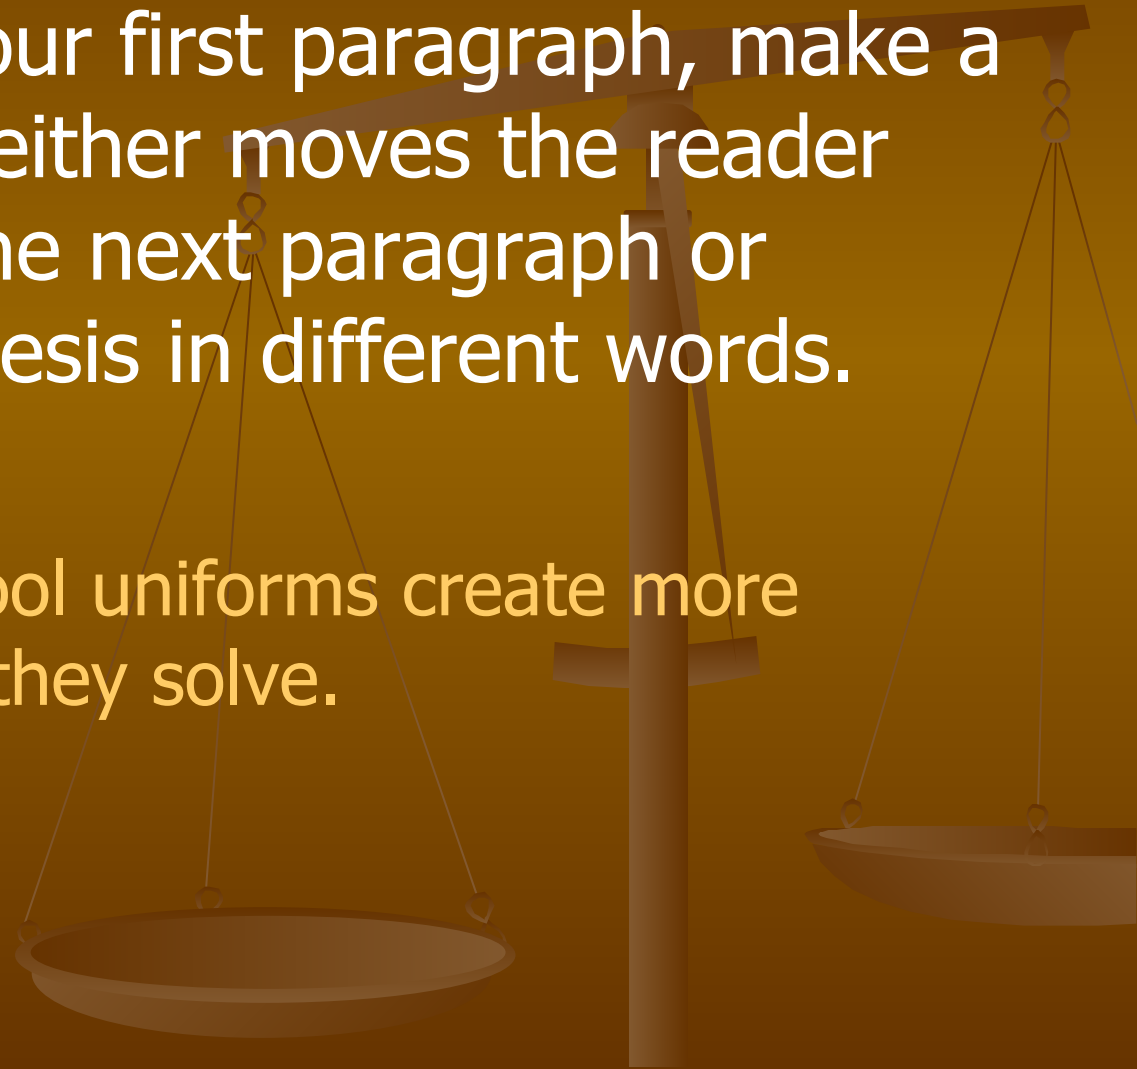 our first paragraph, make a
either moves the reader
he next paragraph or
esis in different words.
ool uniforms create more
they solve.